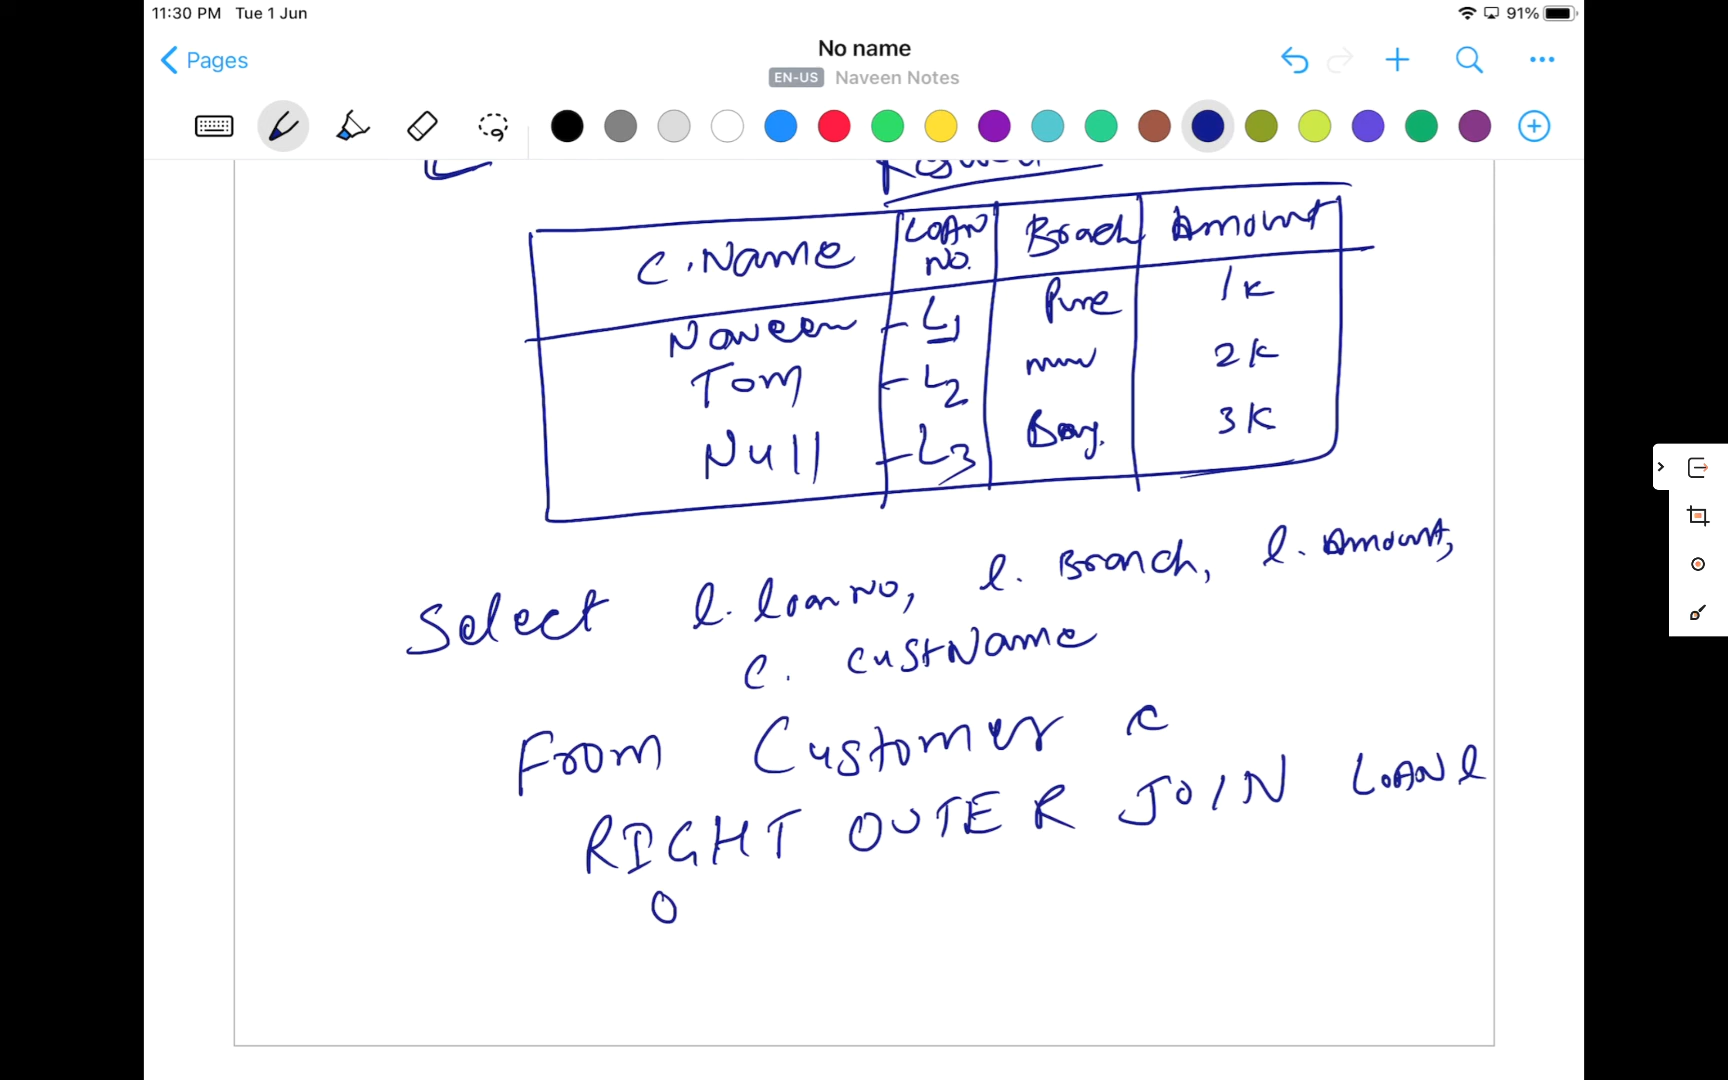 11:30 PM Tue 1 Jun 91%
Pages
No name
EN-US Naveen Notes
C.Name LOAN NO. Broach Amount
Naveen L1 Pune 1K
Tom L2 2K
Null L3 3K
Select l.loanNO, l.Branch, l.Amount,
C. custName
From Customer c
RIGHT OUTER JOIN LOAN l
O